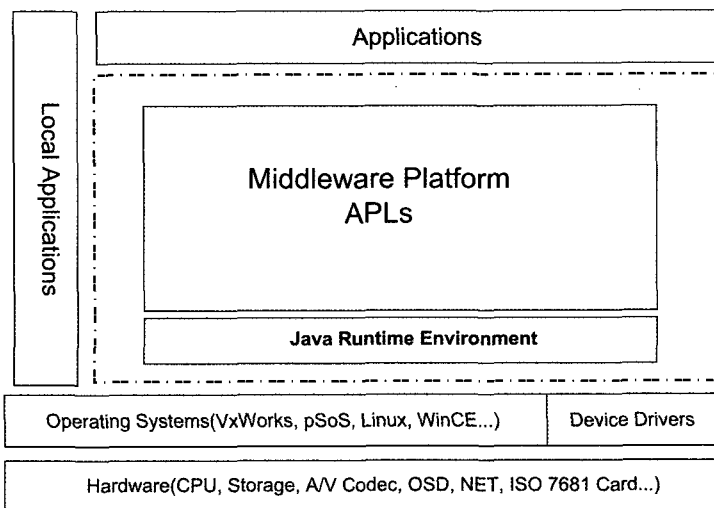 Applications
Local Applications
Middleware Platform
APLs
Java Runtime Environment
Operating Systems(VxWorks, pSoS, Linux, WinCE...)
Device Drivers
Hardware(CPU, Storage, A/V Codec, OSD, NET, ISO 7681 Card...)